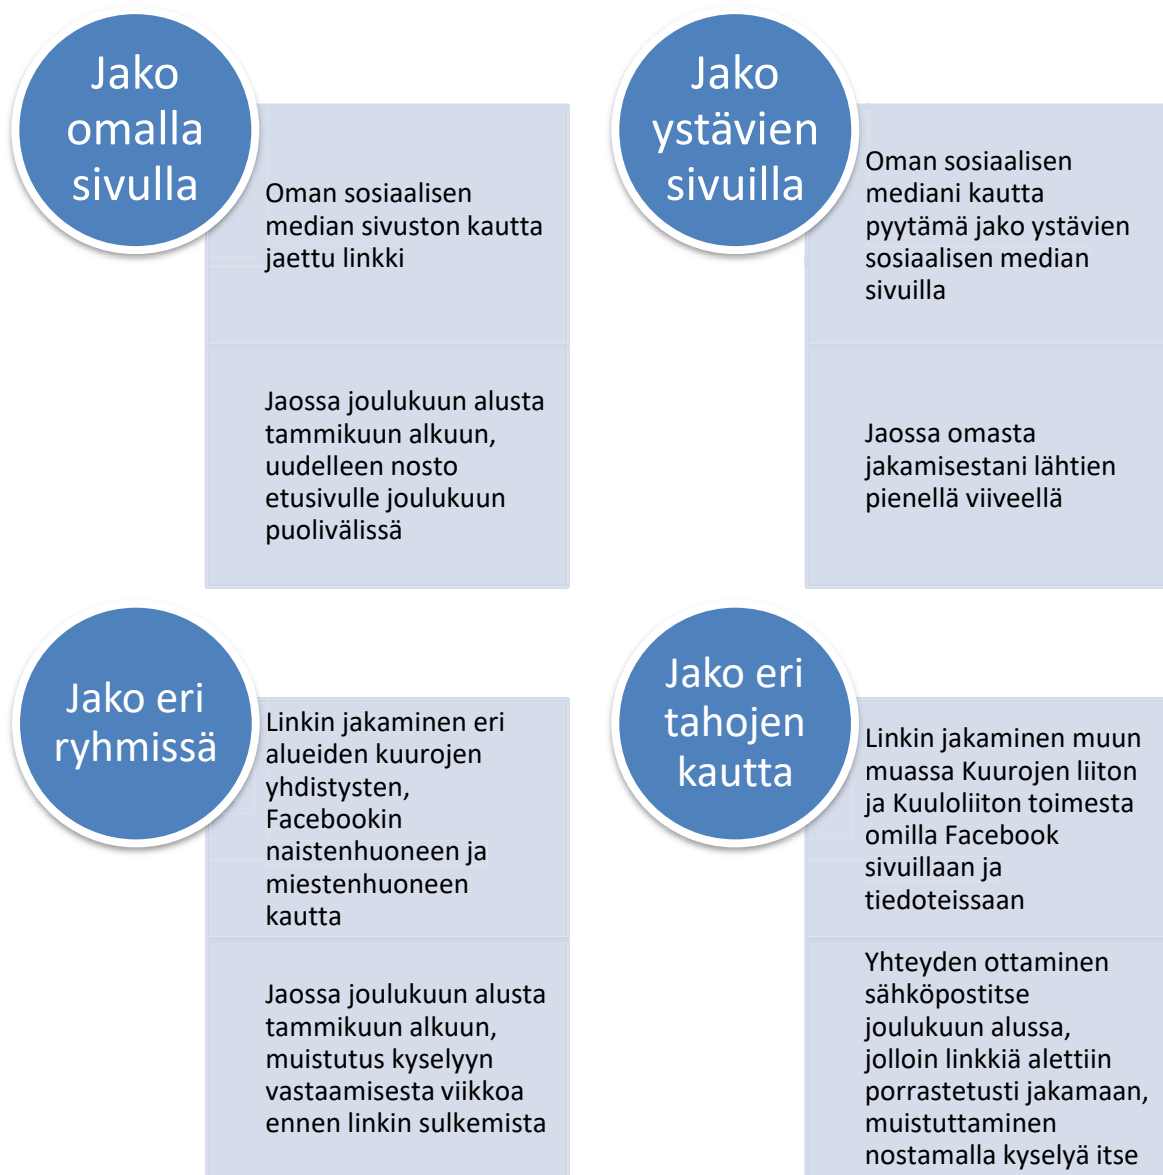 Jako
omalla
sivulla
Oman sosiaalisen
median sivuston kautta
jaettu linkki
Jaossa joulukuun alusta
tammikuun alkuun,
uudelleen nosto
etusivulle joulukuun
puolivälissä
Jako
ystävien
sivuilla
Oman sosiaalisen
mediani kautta
pyytämä jako ystävien
sosiaalisen median
sivuilla
Jaossa omasta
jakamisestani lähtien
pienellä viiveellä
Jako eri
ryhmissä
Linkin jakaminen eri
alueiden kuurojen
yhdistysten,
Facebookin
naistenhuoneen ja
miestenhuoneen
kautta
Jaossa joulukuun alusta
tammikuun alkuun,
muistutus kyselyyn
vastaamisesta viikkoa
ennen linkin sulkemista
Jako eri
tahojen
kautta
Linkin jakaminen muun
muassa Kuurojen liiton
ja Kuuloliiton toimesta
omilla Facebook
sivuillaan ja
tiedoteissaan
Yhteyden ottaminen
sähköpostitse
joulukuun alussa,
jolloin linkkiä alettiin
porrastetusti jakamaan,
muistuttaminen
nostamalla kyselyä itse